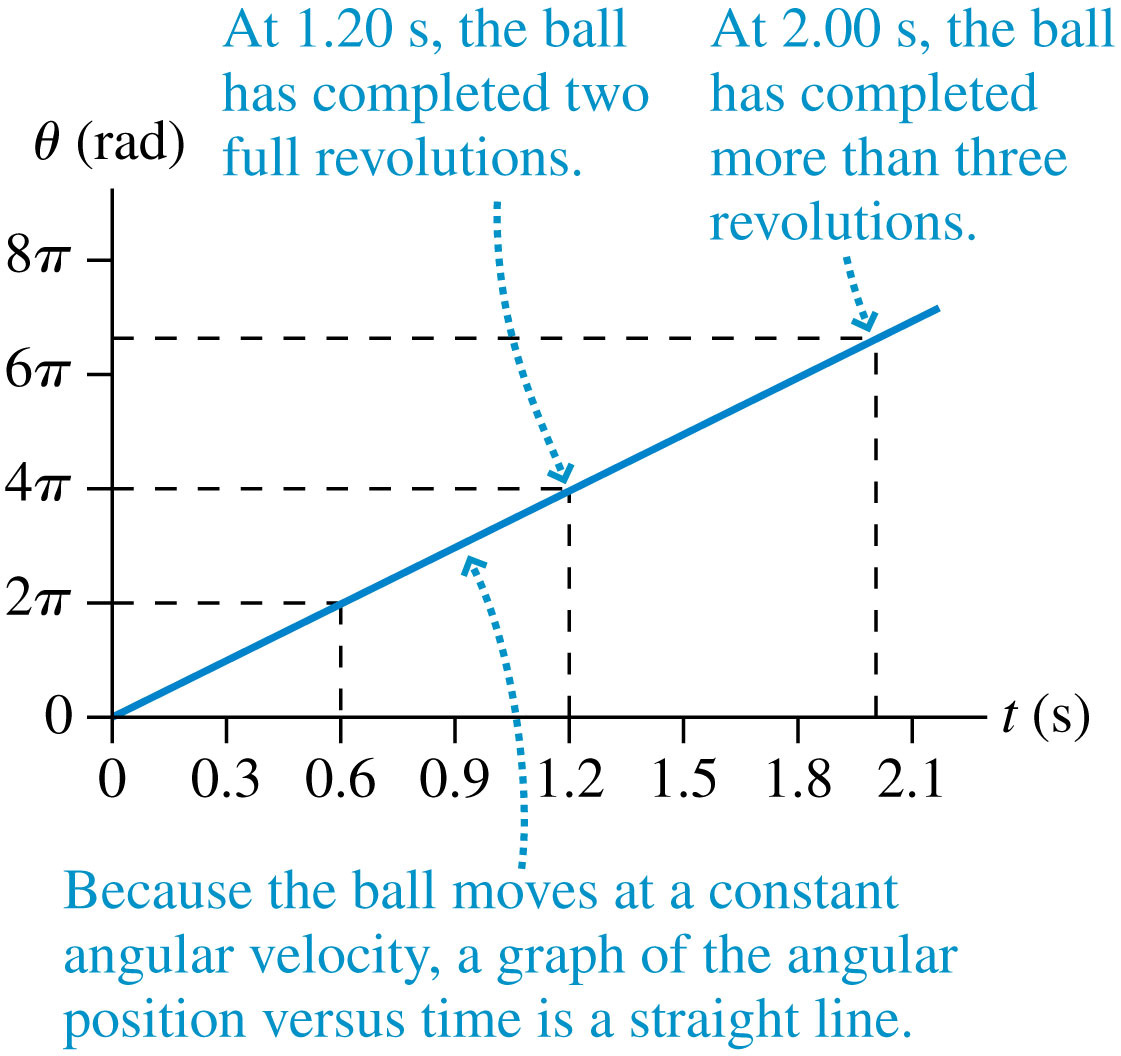 At 1.20 s, the ball
has completed two
full revolutions.
At 2.00 s, the ball
has completed
more than three
revolutions.
θ (rad)
8π
6π
4π
2π
0
t (s)
0 0.3 0.6 0.9 1.2 1.5 1.8 2.1
Because the ball moves at a constant
angular velocity, a graph of the angular
position versus time is a straight line.